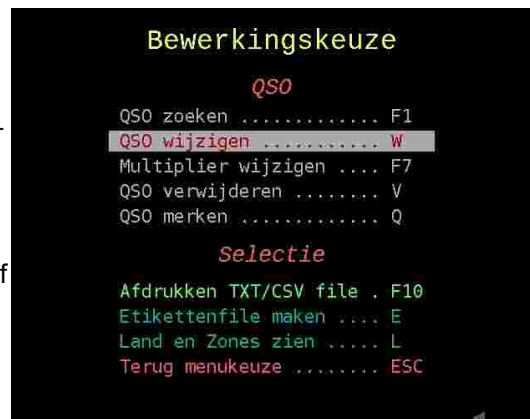 Bewerkingskeuze
QSO
QSO zoeken ............. F1
QSO wijzigen ........... W
Multiplier wijzigen .... F7
QSO verwijderen ........ V
QSO merken ............. Q
Selectie
Afdrukken TXT/CSV file . F10
Etikettenfile maken .... E
Land en Zones zien ..... L
Terug menukeuze ........ ESC
f